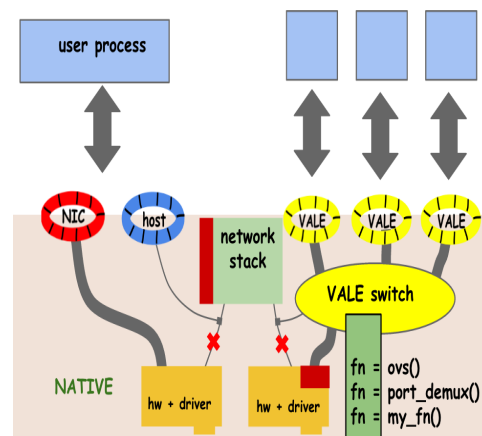 user process
NIC
host
VALE
VALE
VALE
network
stack
VALE switch
NATIVE
hw + driver
hw + driver
fn = ovs()
fn = port_demux()
fn = my_fn()